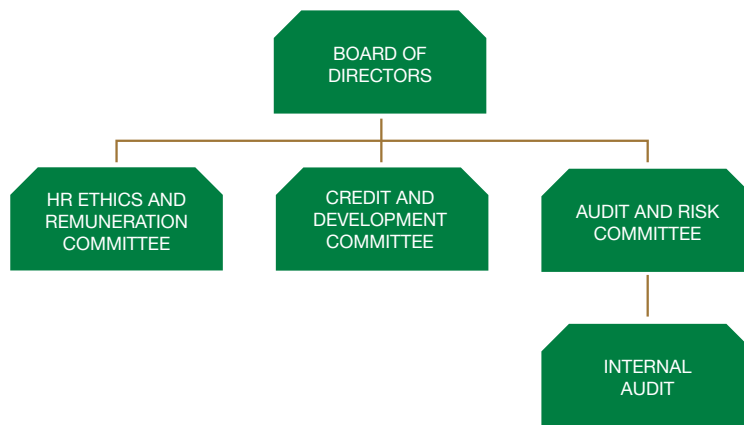 BOARD OF
DIRECTORS
HR ETHICS AND
REMUNERATION
COMMITTEE
CREDIT AND
DEVELOPMENT
COMMITTEE
AUDIT AND RISK
COMMITTEE
INTERNAL
AUDIT